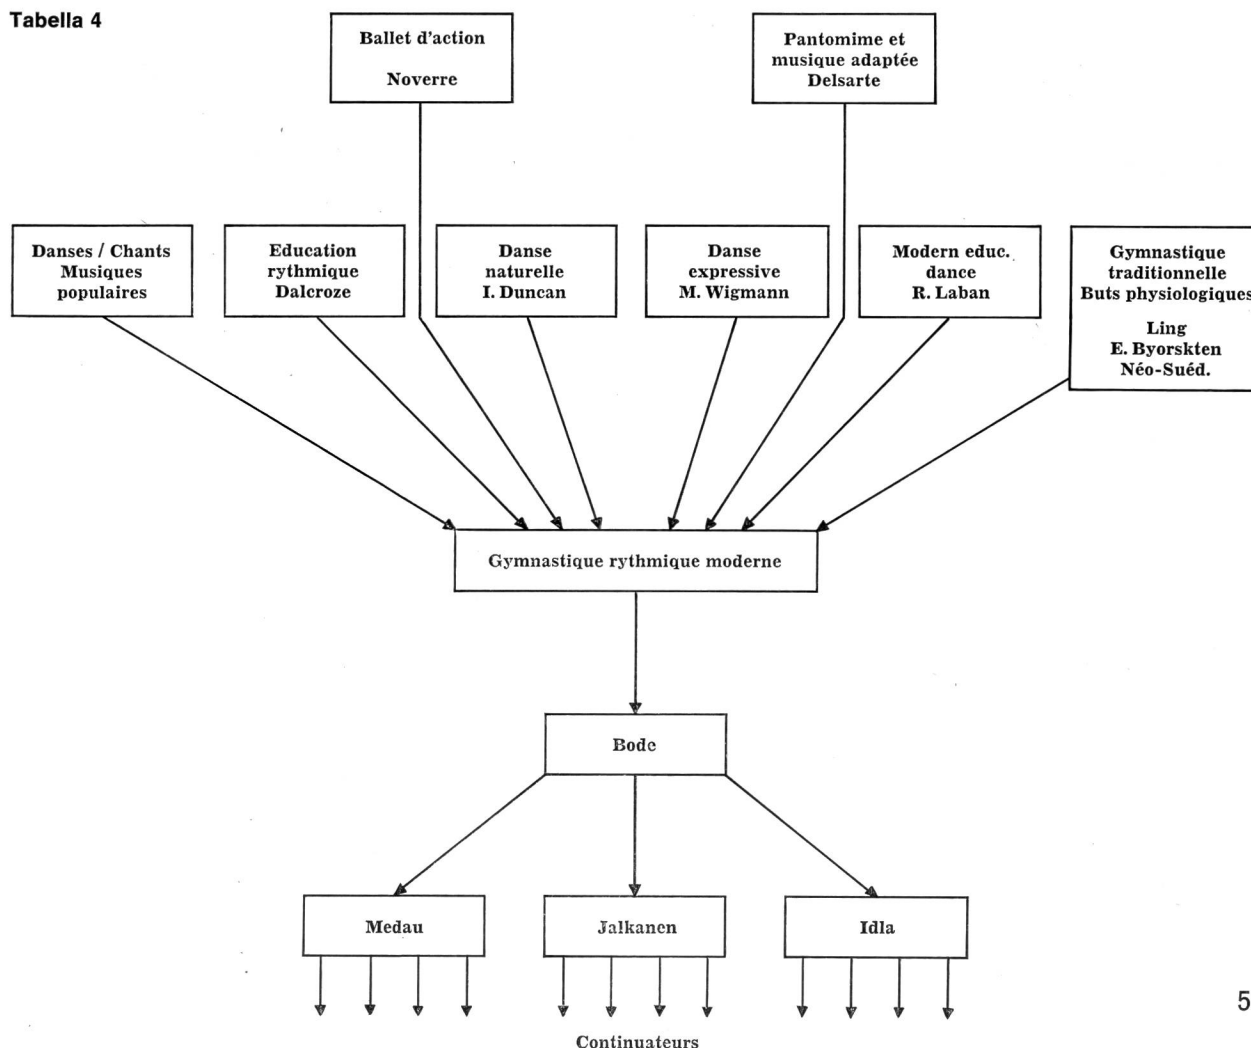 Tabella 4
Ballet d'action
Noverre
Pantomime et
musique adaptée
Delsarte
Danses / Chants
Musiques
populaires
Education
rythmique
Dalcroze
Danse
naturelle
I. Duncan
Danse
expressive
M. Wigmann
Modern educ.
dance
R. Laban
Gymnastique
traditionnelle
Buts physiologiques
Ling
E. Byorskten
Néo-Suéd.
Gymnastique rythmique moderne
Bode
Medau
Jalkanen
Idla
Continuateurs
5